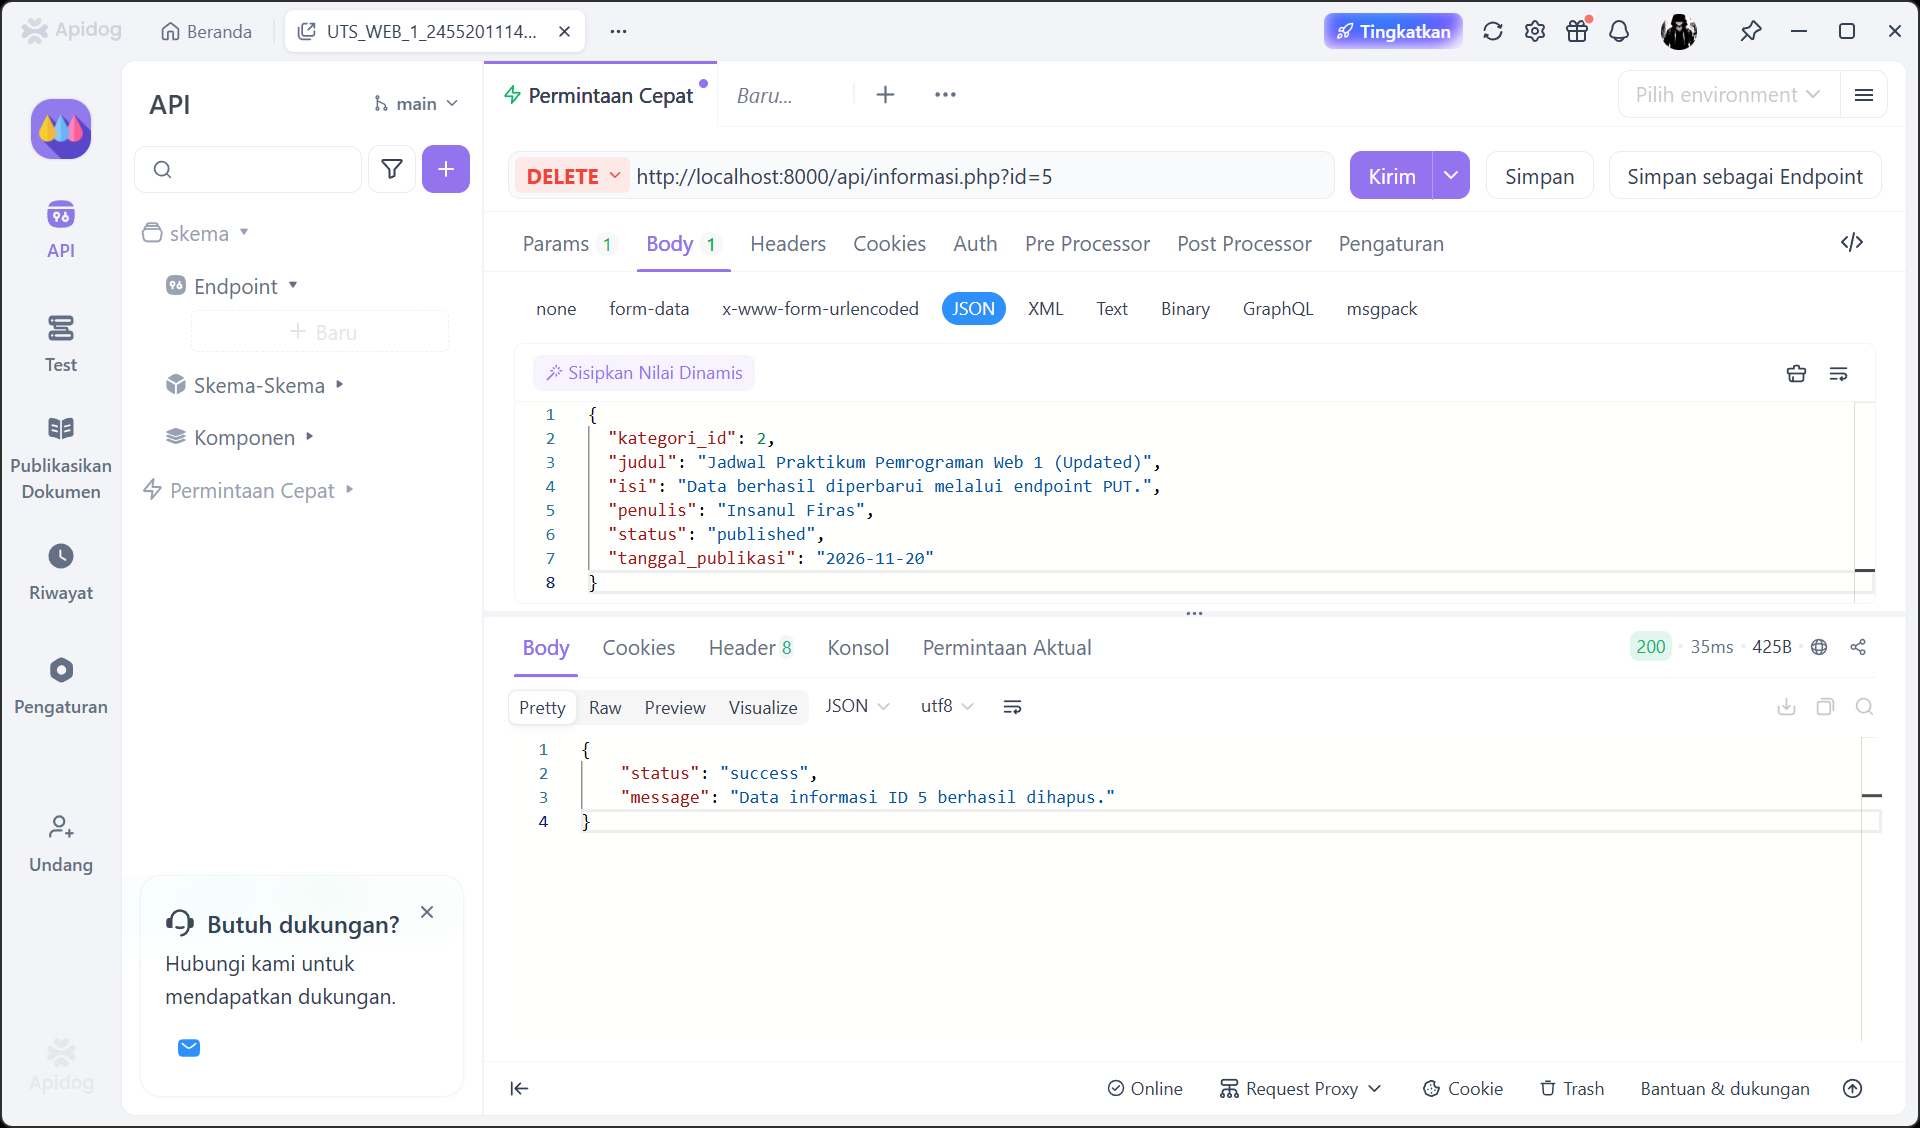 Apidog
Beranda
UTS_WEB_1_2455201114...
Tingkatkan
API
Test
Publikasikan
Dokumen
Riwayat
Pengaturan
Undang
Apidog
API
main
skema
Endpoint
Baru
Skema-Skema
Komponen
Permintaan Cepat
Butuh dukungan?
Hubungi kami untuk
mendapatkan dukungan.
Permintaan Cepat
Baru...
Pilih environment
DELETE
http://localhost:8000/api/informasi.php?id=5
Kirim
Simpan
Simpan sebagai Endpoint
Params 1
Body 1
Headers
Cookies
Auth
Pre Processor
Post Processor
Pengaturan
none
form-data
x-www-form-urlencoded
JSON
XML
Text
Binary
GraphQL
msgpack
Sisipkan Nilai Dinamis
1 {
2 "kategori_id": 2,
3 "judul": "Jadwal Praktikum Pemrograman Web 1 (Updated)",
4 "isi": "Data berhasil diperbarui melalui endpoint PUT.",
5 "penulis": "Insanul Firas",
6 "status": "published",
7 "tanggal_publikasi": "2026-11-20"
8 }
Body
Cookies
Header 8
Konsol
Permintaan Aktual
200
35ms
425B
Pretty
Raw
Preview
Visualize
JSON
utf8
1 {
2 "status": "success",
3 "message": "Data informasi ID 5 berhasil dihapus."
4 }
Online
Request Proxy
Cookie
Trash
Bantuan & dukungan